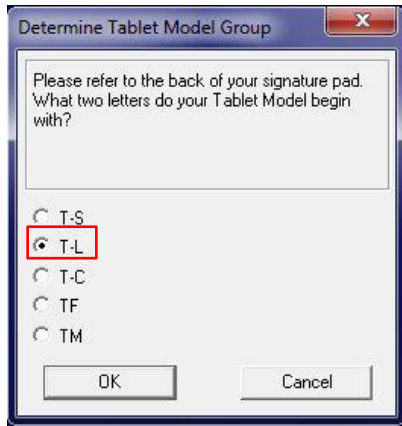 Determine Tablet Model Group
Please refer to the back of your signature pad.
What two letters do your Tablet Model begin
with?
T-S
T-L
T-C
TF
TM
OK Cancel